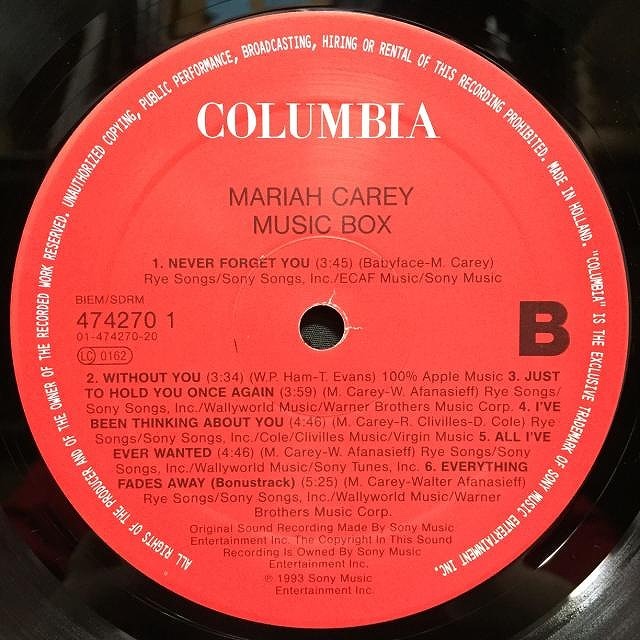 ALL RIGHTS OF THE PRODUCER AND OF THE OWNER OF THE RECORDED WORK RESERVED. UNAUTHORIZED COPYING, PUBLIC PERFORMANCE, BROADCASTING, HIRING OR RENTAL OF THIS RECORDING PROHIBITED. MADE IN HOLLAND. "COLUMBIA" IS THE EXCLUSIVE TRADEMARK OF SONY MUSIC ENTERTAINMENT INC.
COLUMBIA
MARIAH CAREY
MUSIC BOX
1. NEVER FORGET YOU (3:45) (Babyface-M. Carey)
Rye Songs/Sony Songs, Inc./ECAF Music/Sony Music
BIEM/SDRM
474270 1
01-474270-20
LC 0162
B
2. WITHOUT YOU (3:34) (W.P. Ham-T. Evans) 100% Apple Music 3. JUST
TO HOLD YOU ONCE AGAIN (3:59) (M. Carey-W. Afanasieff) Rye Songs/
Sony Songs, Inc./Wallyworld Music/Warner Brothers Music Corp. 4. I'VE
BEEN THINKING ABOUT YOU (4:46) (M. Carey-R. Clivilles-D. Cole) Rye
Songs/Sony Songs, Inc./Cole/Clivilles Music/Virgin Music 5. ALL I'VE
EVER WANTED (4:46) (M. Carey-W. Afanasieff) Rye Songs/Sony
Songs, Inc./Wallyworld Music/Sony Tunes, Inc. 6. EVERYTHING
FADES AWAY (Bonustrack) (5:25) (M. Carey-Walter Afanasieff)
Rye Songs/Sony Songs, Inc./Wallyworld Music/Warner
Brothers Music Corp.
Original Sound Recording Made By Sony Music
Entertainment Inc. The Copyright In This Sound
Recording Is Owned By Sony Music
Entertainment Inc.
℗ 1993 Sony Music
Entertainment Inc.